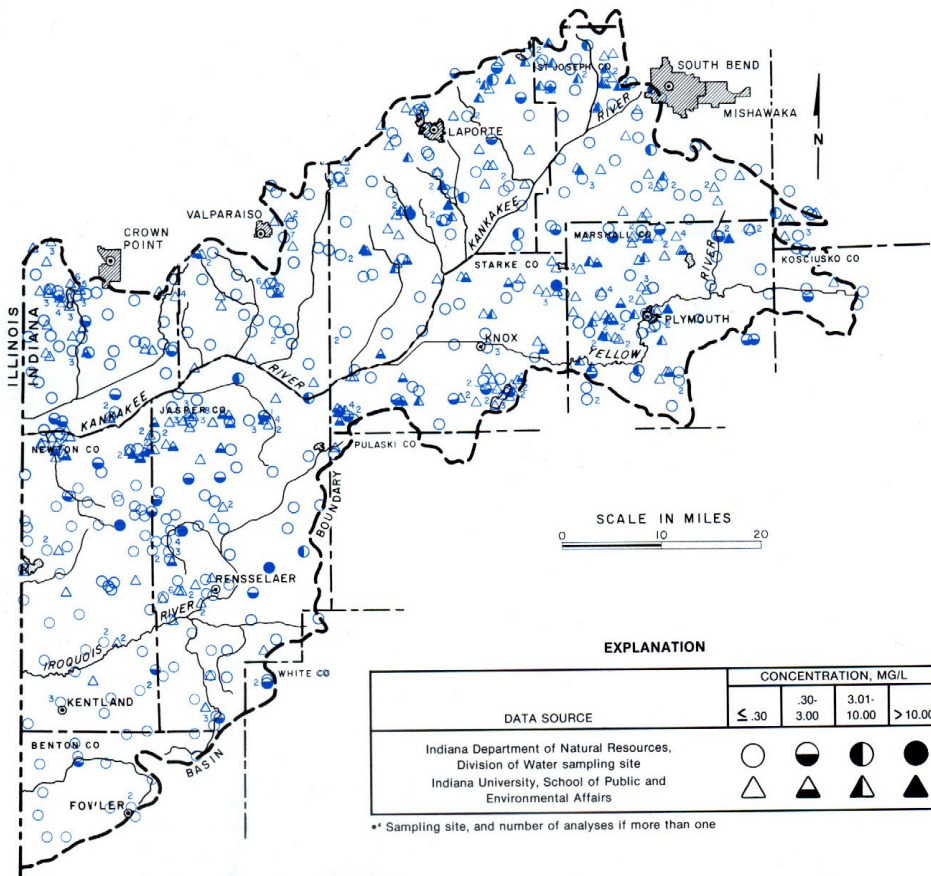 SOUTH BEND
ST JOSEPH CO
MISHAWAKA
RIVER
LAPORTE
N
VALPARAISO
CROWN
POINT
KANKAKEE
MARSHALL CO
RIVER
STARKE CO
KOSCIUSKO CO
ILLINOIS
INDIANA
PLYMOUTH
KNOX
YELLOW
RIVER
KANKAKEE
JASPER CO
NEWTON CO
PULASKI CO
BOUNDARY
SCALE IN MILES
0 10 20
RENSSELAER
RIVER
IROQUOIS
WHITE CO
KENTLAND
BENTON CO
BASIN
FOWLER
EXPLANATION
CONCENTRATION, MG/L
DATA SOURCE
≤ .30
.30-
3.00
3.01-
10.00
> 10.00
Indiana Department of Natural Resources,
Division of Water sampling site
Indiana University, School of Public and
Environmental Affairs
•⁴ Sampling site, and number of analyses if more than one